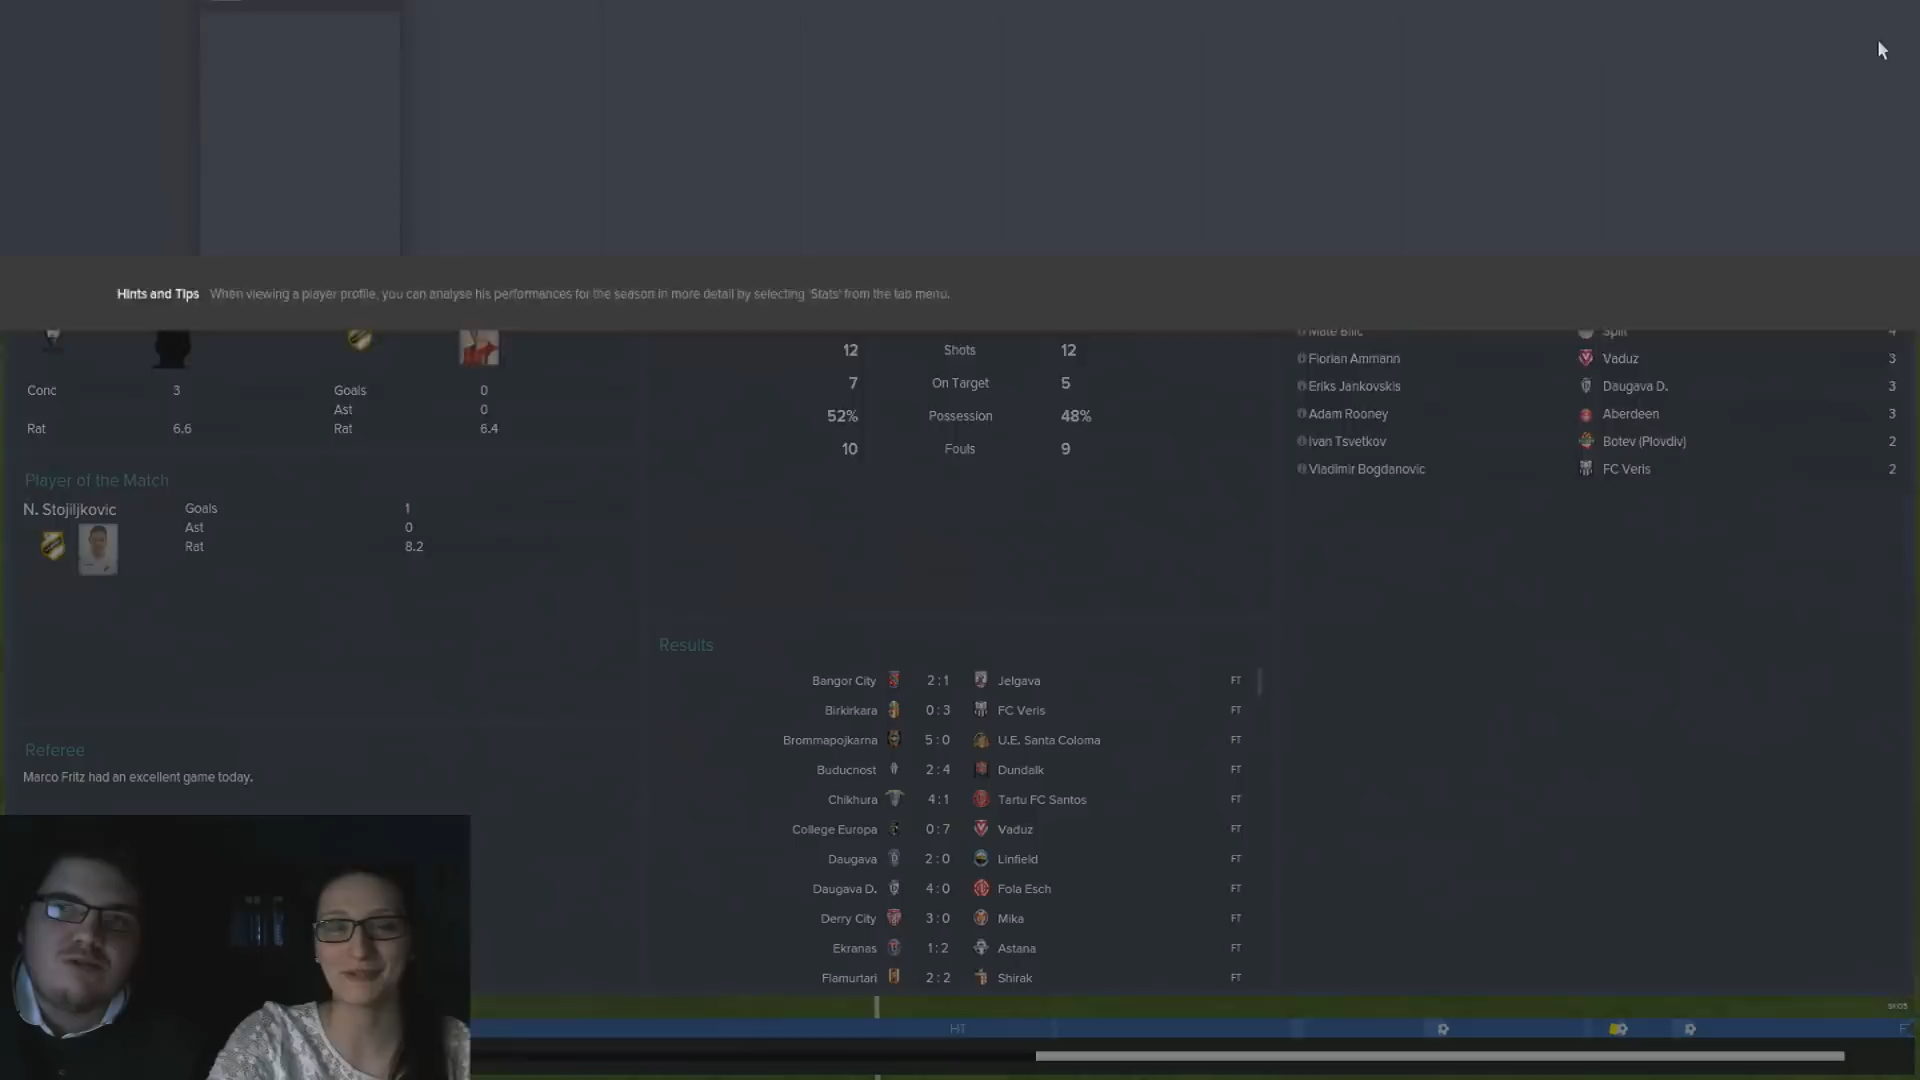 Hints and Tips When viewing a player profile, you can analyse his performances for the season in more detail by selecting 'Stats' from the tab menu.
Conc 3 Goals 0
Ast 0
Rat 6.6 Rat 6.4
Player of the Match
N. Stojiljkovic Goals 1
Ast 0
Rat 8.2
Referee
Marco Fritz had an excellent game today.
12 Shots 12
7 On Target 5
52% Possession 48%
10 Fouls 9
Results
Bangor City 2:1 Jelgava FT
Birkirkara 0:3 FC Veris FT
Brommapojkarna 5:0 U.E. Santa Coloma FT
Buducnost 2:4 Dundalk FT
Chikhura 4:1 Tartu FC Santos FT
College Europa 0:7 Vaduz FT
Daugava 2:0 Linfield FT
Daugava D. 4:0 Fola Esch FT
Derry City 3:0 Mika FT
Ekranas 1:2 Astana FT
Flamurtari 2:2 Shirak FT
Mate Bilic Split 4
Florian Ammann Vaduz 3
Eriks Jankovskis Daugava D. 3
Adam Rooney Aberdeen 3
Ivan Tsvetkov Botev (Plovdiv) 2
Vladimir Bogdanovic FC Veris 2
HT